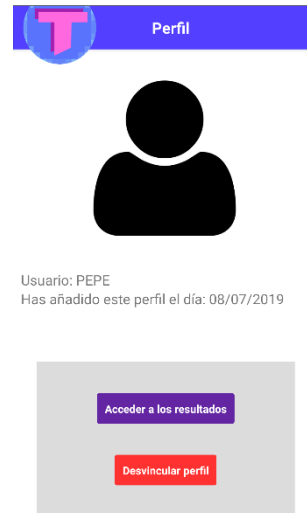 T
Perfil
Usuario: PEPE
Has añadido este perfil el día: 08/07/2019
Acceder a los resultados
Desvincular perfil